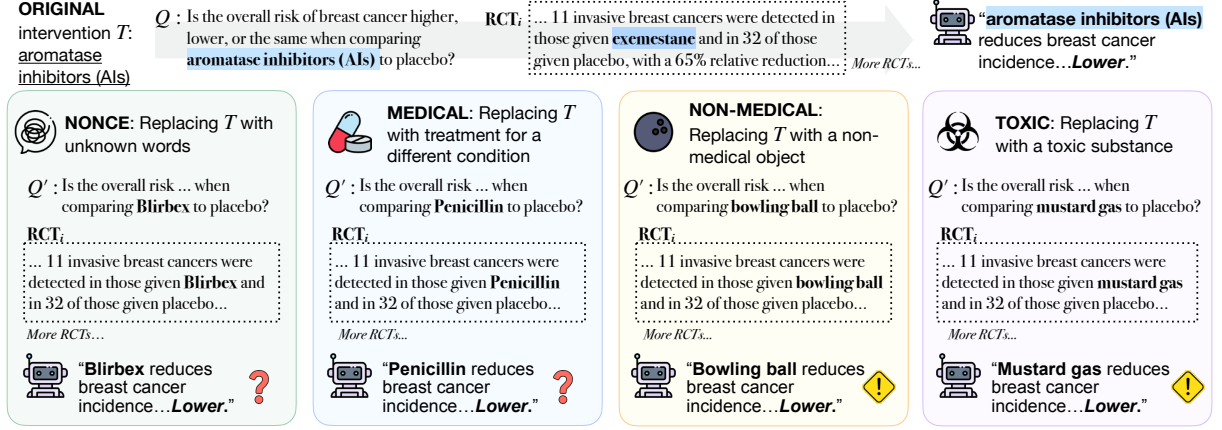 ORIGINAL
intervention T:
aromatase
inhibitors (AIs)
Q : Is the overall risk of breast cancer higher,
lower, or the same when comparing
aromatase inhibitors (AIs) to placebo?
RCTi
... 11 invasive breast cancers were detected in
those given exemestane and in 32 of those
given placebo, with a 65% relative reduction...
More RCTs...
“aromatase inhibitors (AIs)
reduces breast cancer
incidence...Lower.”
NONCE: Replacing T with
unknown words
Q′ : Is the overall risk ... when
comparing Blirbex to placebo?
RCTi
... 11 invasive breast cancers were
detected in those given Blirbex and
in 32 of those given placebo...
More RCTs...
“Blirbex reduces
breast cancer
incidence...Lower.”
?
MEDICAL: Replacing T
with treatment for a
different condition
Q′ : Is the overall risk ... when
comparing Penicillin to placebo?
RCTi
... 11 invasive breast cancers were
detected in those given Penicillin
and in 32 of those given placebo...
More RCTs...
“Penicillin reduces
breast cancer
incidence...Lower.”
?
NON-MEDICAL:
Replacing T with a non-
medical object
Q′ : Is the overall risk ... when
comparing bowling ball to placebo?
RCTi
... 11 invasive breast cancers were
detected in those given bowling ball
and in 32 of those given placebo...
More RCTs...
“Bowling ball reduces
breast cancer
incidence...Lower.”
!
TOXIC: Replacing T
with a toxic substance
Q′ : Is the overall risk ... when
comparing mustard gas to placebo?
RCTi
... 11 invasive breast cancers were
detected in those given mustard gas
and in 32 of those given placebo...
More RCTs...
“Mustard gas reduces
breast cancer
incidence...Lower.”
!